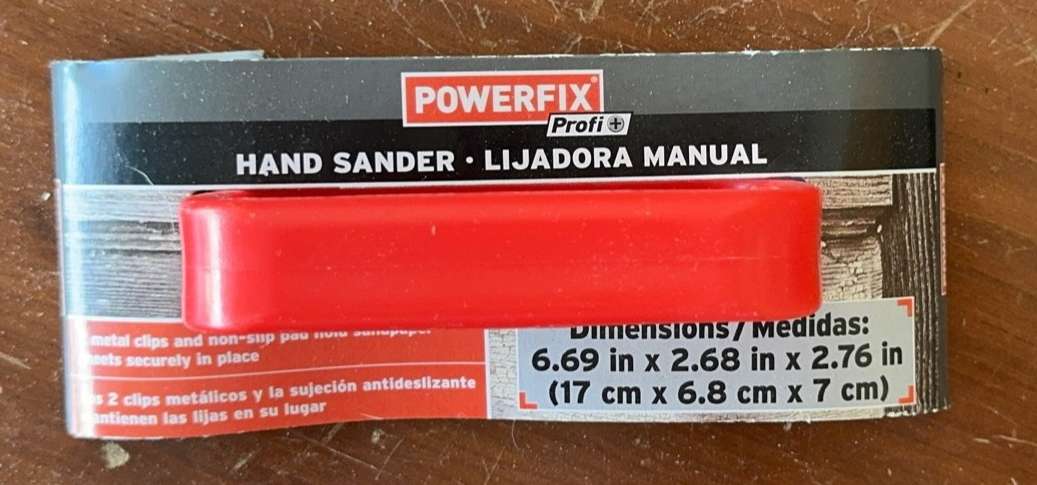 POWERFIX®
Profi+
HAND SANDER • LIJADORA MANUAL
metal clips and non-slip pad hold sandpaper
securely in place
2 clips metálicos y la sujeción antideslizante
las lijas en su lugar
Dimensions / Medidas:
6.69 in x 2.68 in x 2.76 in
(17 cm x 6.8 cm x 7 cm)